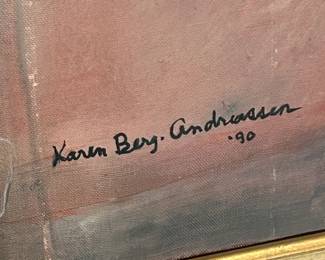 Karen Berg. Andreassen
'90